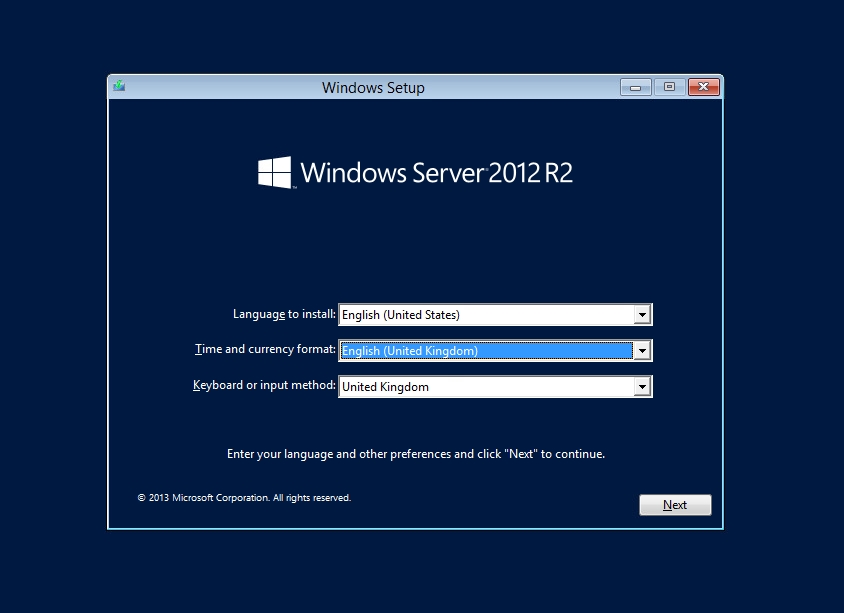 Windows Setup
Windows Server 2012 R2
Language to install: English (United States)
Time and currency format: English (United Kingdom)
Keyboard or input method: United Kingdom
Enter your language and other preferences and click "Next" to continue.
© 2013 Microsoft Corporation. All rights reserved.
Next